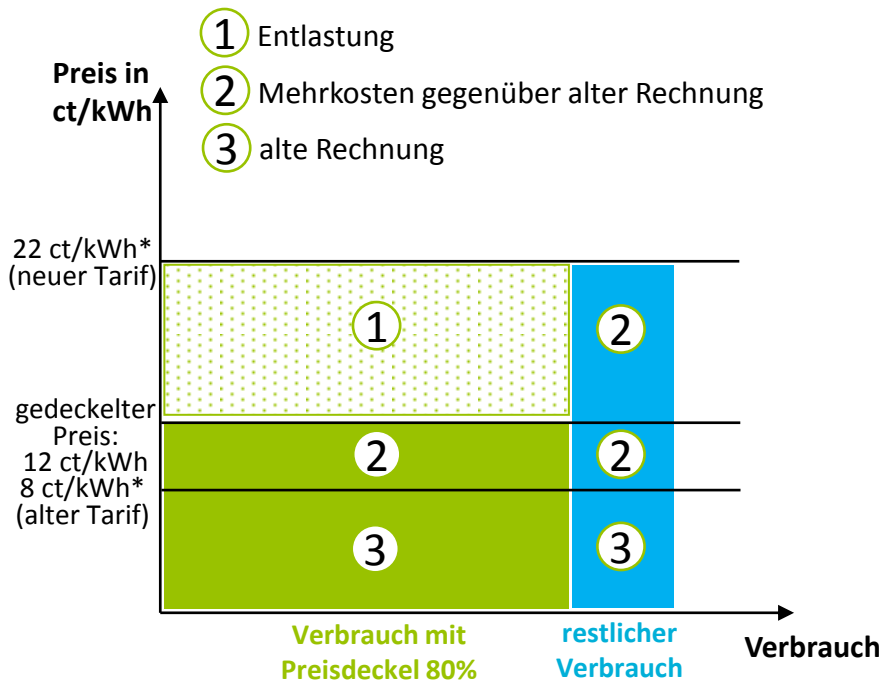 1 Entlastung
2 Mehrkosten gegenüber alter Rechnung
3 alte Rechnung
Preis in
ct/kWh
22 ct/kWh*
(neuer Tarif)
1
2
gedeckelter
Preis:
12 ct/kWh
2
2
8 ct/kWh*
(alter Tarif)
3
3
Verbrauch mit
Preisdeckel 80%
restlicher
Verbrauch
Verbrauch